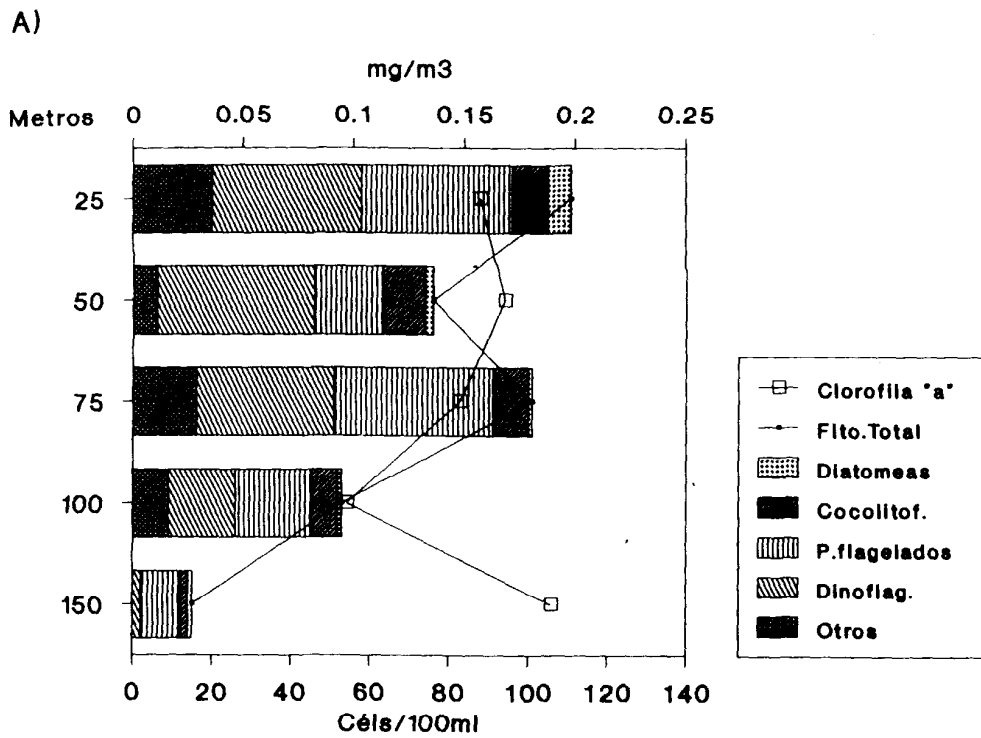 A)
mg/m3
0 0.05 0.1 0.15 0.2 0.25
Metros
25
50
75
100
150
0 20 40 60 80 100 120 140
Céls/100ml
Clorofila "a"
Fito.Total
Diatomeas
Cocolitof.
P.flagelados
Dinoflag.
Otros